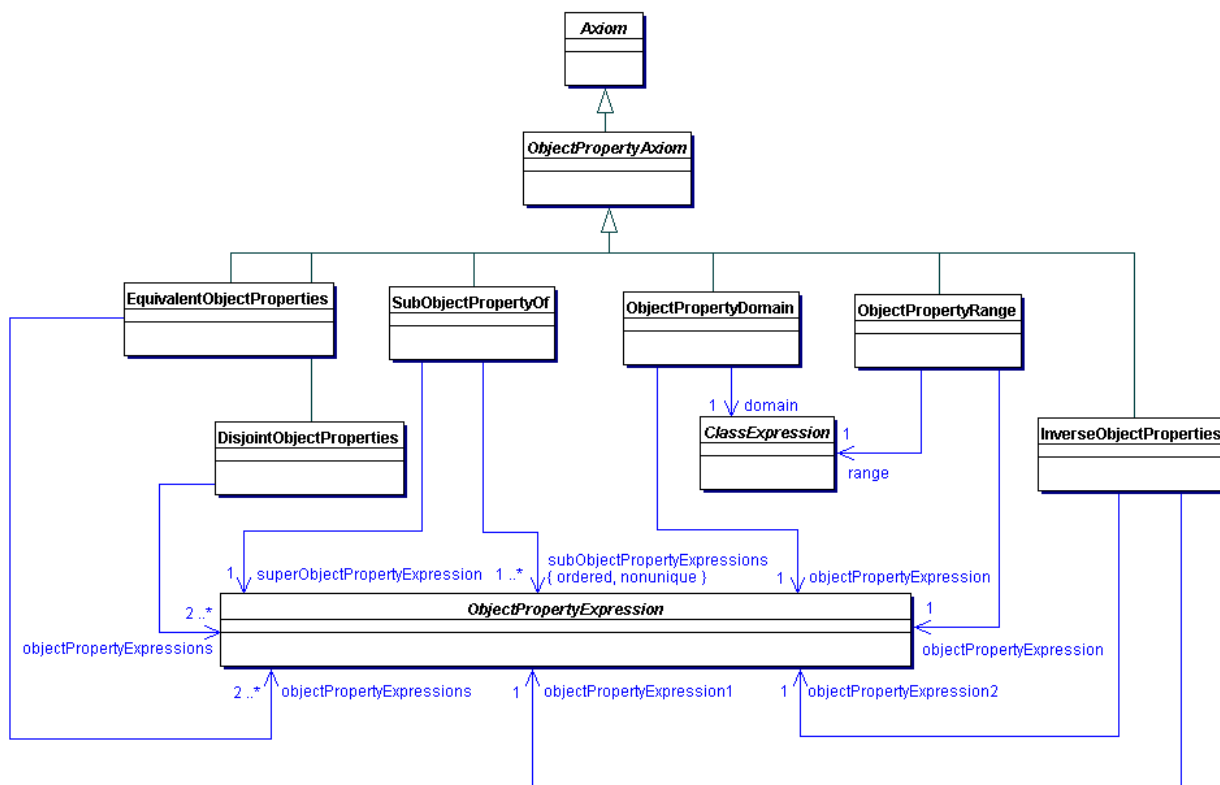 Axiom
ObjectPropertyAxiom
EquivalentObjectProperties
SubObjectPropertyOf
ObjectPropertyDomain
ObjectPropertyRange
1 domain
DisjointObjectProperties
ClassExpression
1
InverseObjectProperties
range
1 superObjectPropertyExpression
1 ..* subObjectPropertyExpressions
{ ordered, nonunique }
1 objectPropertyExpression
2 ..*
ObjectPropertyExpression
1
objectPropertyExpressions
objectPropertyExpression
2 ..* objectPropertyExpressions
1 objectPropertyExpression1
1 objectPropertyExpression2